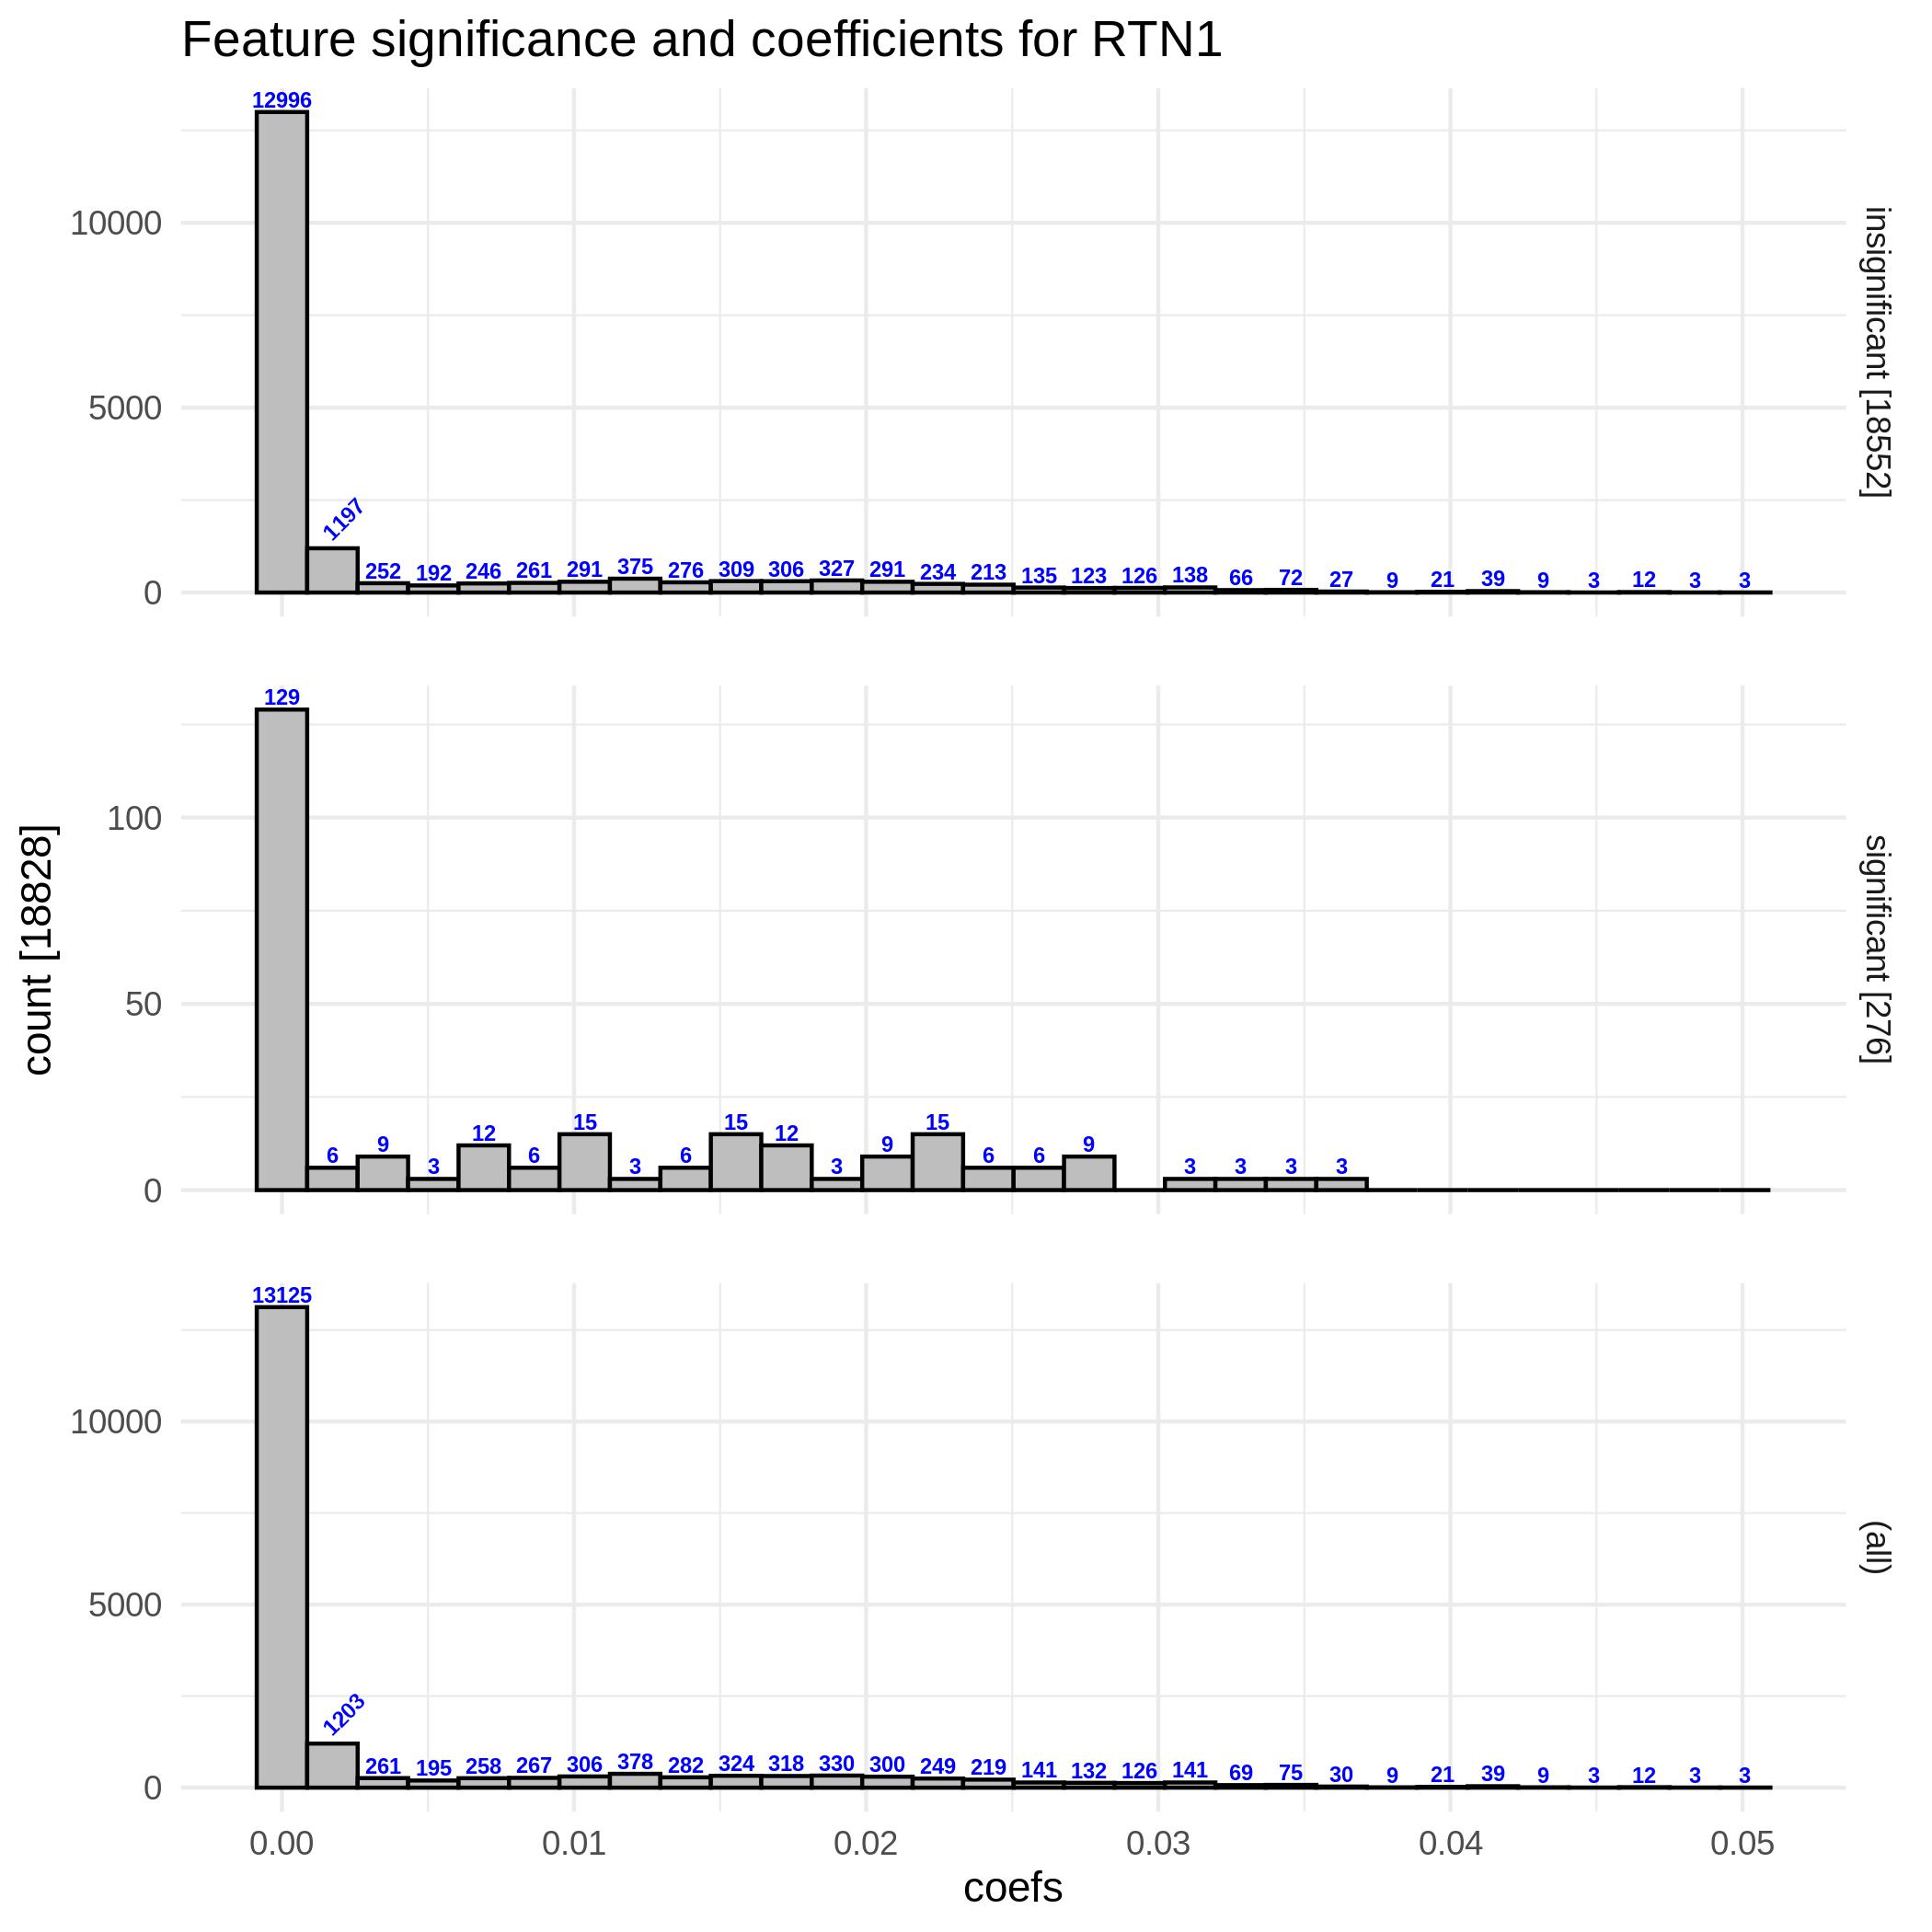 Feature significance and coefficients for RTN1
12996
1197
252 192 246 261 291 375 276 309 306 327 291 234 213 135 123 126 138 66 72 27 9 21 39 9 3 12 3 3
10000
5000
0
insignificant [18552]
129
6 9 3 12 6 15 3 6 15 12 3 9 15 6 6 9 3 3 3 3
100
50
0
significant [276]
count [18828]
13125
1203
261 195 258 267 306 378 282 324 318 330 300 249 219 141 132 126 141 69 75 30 9 21 39 9 3 12 3 3
10000
5000
0
(all)
0.00 0.01 0.02 0.03 0.04 0.05
coefs